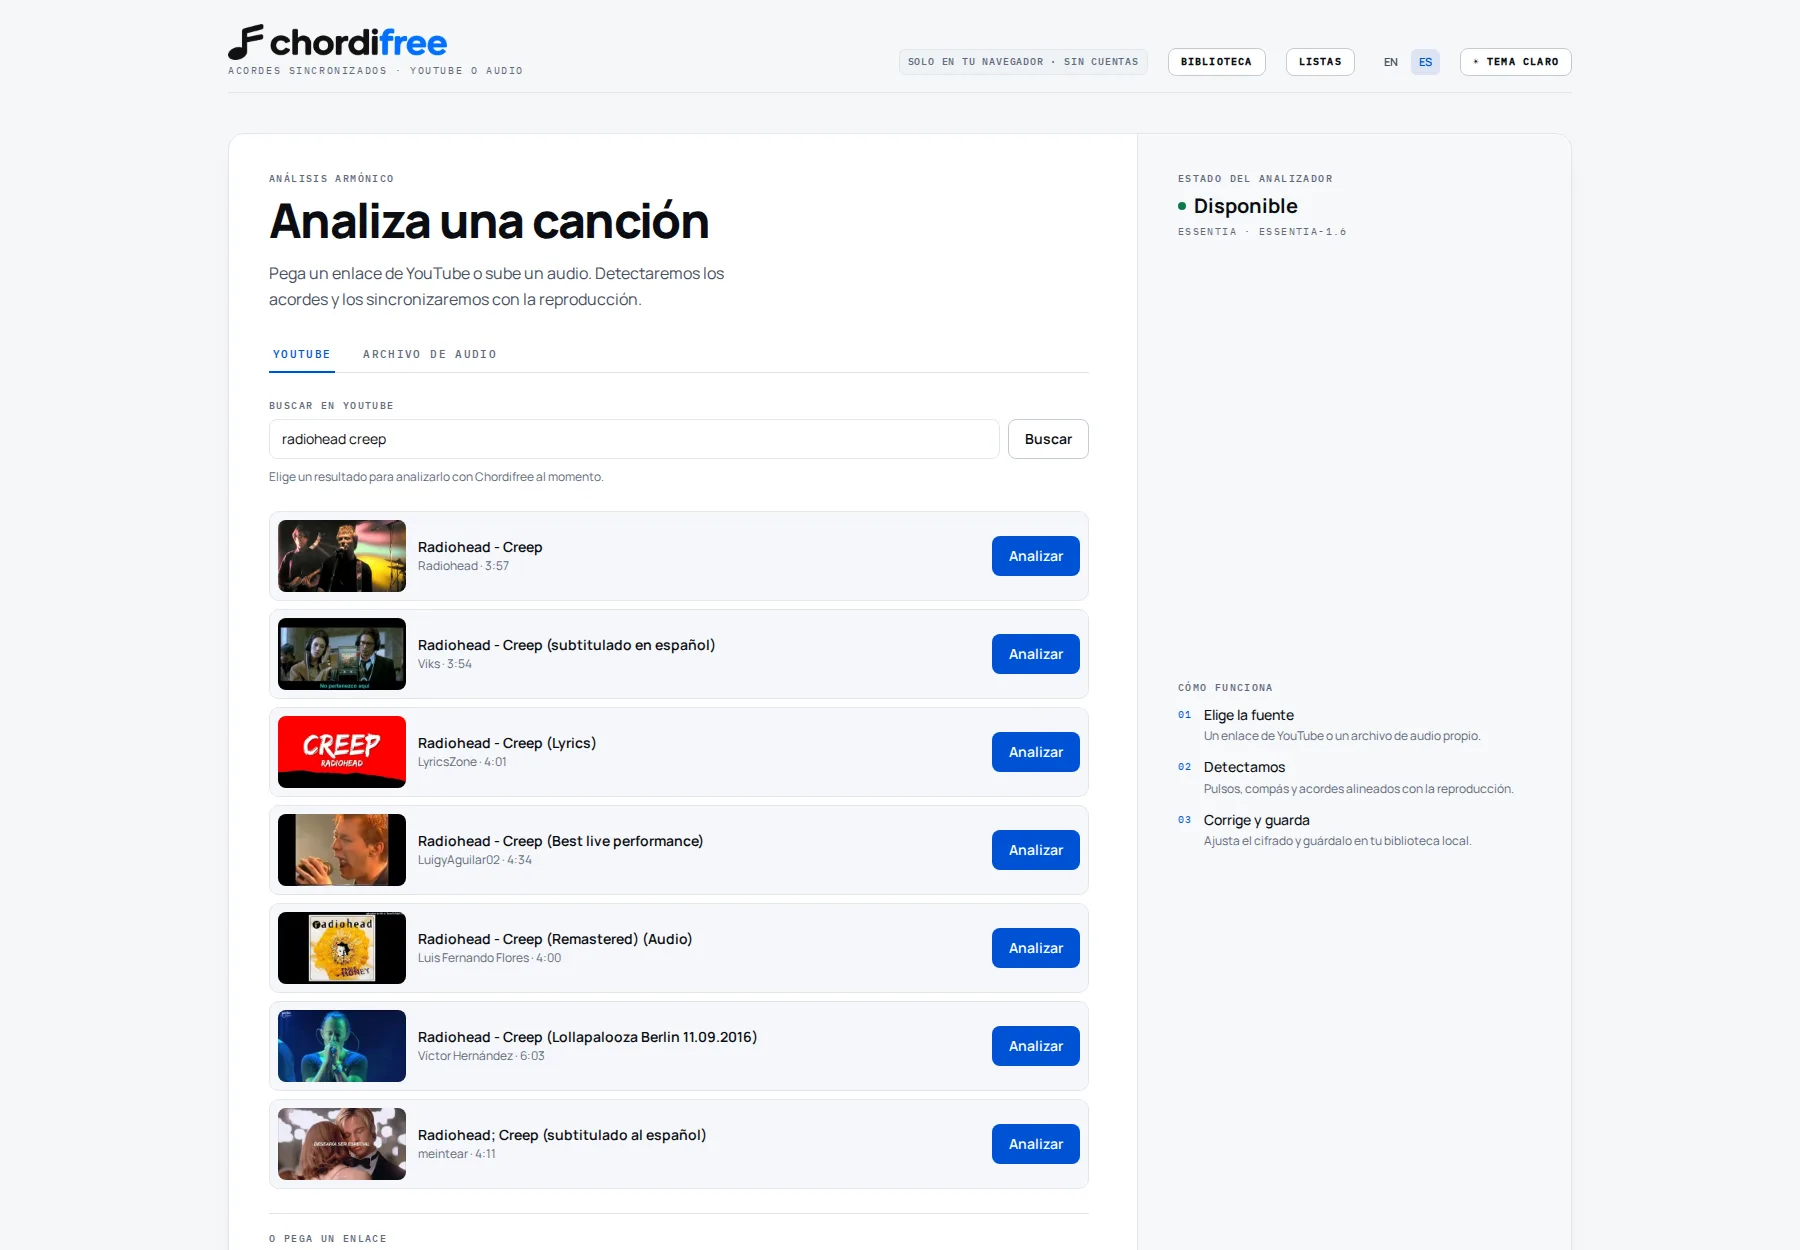 chordifree
ACORDES SINCRONIZADOS · YOUTUBE O AUDIO
SOLO EN TU NAVEGADOR · SIN CUENTAS
BIBLIOTECA
LISTAS
EN
ES
☀ TEMA CLARO
ANÁLISIS ARMÓNICO
Analiza una canción
Pega un enlace de YouTube o sube un audio. Detectaremos los
acordes y los sincronizaremos con la reproducción.
YOUTUBE
ARCHIVO DE AUDIO
BUSCAR EN YOUTUBE
radiohead creep
Buscar
Elige un resultado para analizarlo con Chordifree al momento.
Radiohead - Creep
Radiohead · 3:57
Analizar
No pertenezco aquí
Radiohead - Creep (subtitulado en español)
Viks · 3:54
Analizar
CREEP
RADIOHEAD
Radiohead - Creep (Lyrics)
LyricsZone · 4:01
Analizar
Radiohead - Creep (Best live performance)
LuigyAguilar02 · 4:34
Analizar
radiohead
Radiohead - Creep (Remastered) (Audio)
Luis Fernando Flores · 4:00
Analizar
Radiohead - Creep (Lollapalooza Berlin 11.09.2016)
Víctor Hernández · 6:03
Analizar
DESEARÍA SER ESPECIAL
Radiohead; Creep (subtitulado al español)
meintear · 4:11
Analizar
O PEGA UN ENLACE
ESTADO DEL ANALIZADOR
Disponible
ESSENTIA · ESSENTIA-1.6
CÓMO FUNCIONA
01 Elige la fuente
Un enlace de YouTube o un archivo de audio propio.
02 Detectamos
Pulsos, compás y acordes alineados con la reproducción.
03 Corrige y guarda
Ajusta el cifrado y guárdalo en tu biblioteca local.